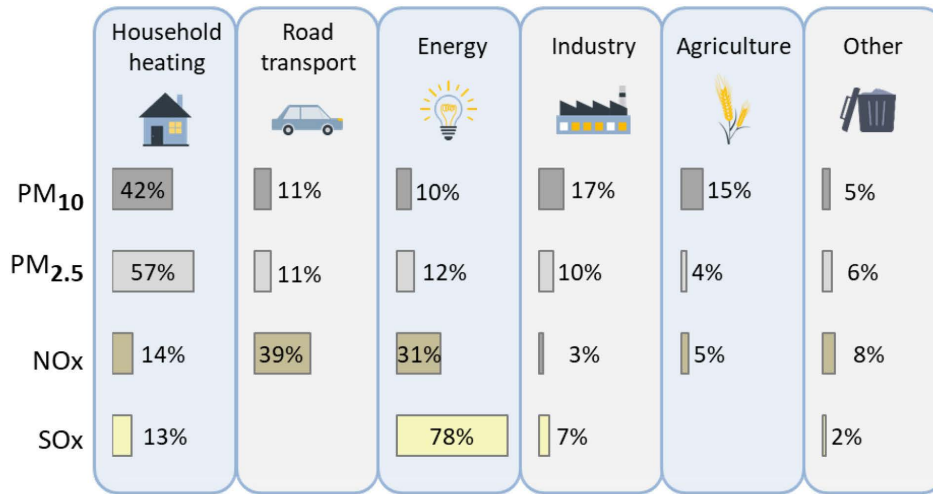 Household heating
Road transport
Energy
Industry
Agriculture
Other
PM10 42% 11% 10% 17% 15% 5%
PM2.5 57% 11% 12% 10% 4% 6%
NOx 14% 39% 31% 3% 5% 8%
SOx 13% 78% 7% 2%